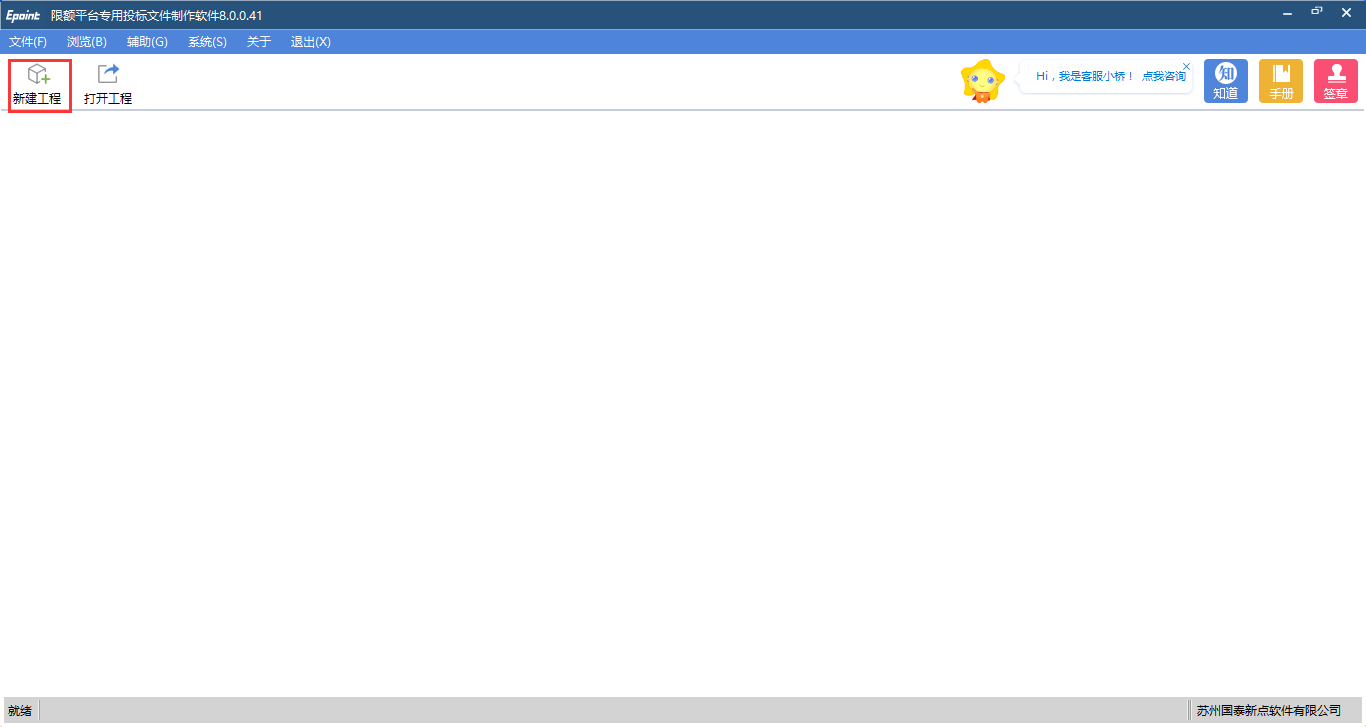 Epoint 限额平台专用投标文件制作软件8.0.0.41
文件(F) 浏览(B) 辅助(G) 系统(S) 关于 退出(X)
新建工程 打开工程
Hi，我是客服小桥！ 点我咨询
知
知道 手册 签章
就绪
苏州国泰新点软件有限公司